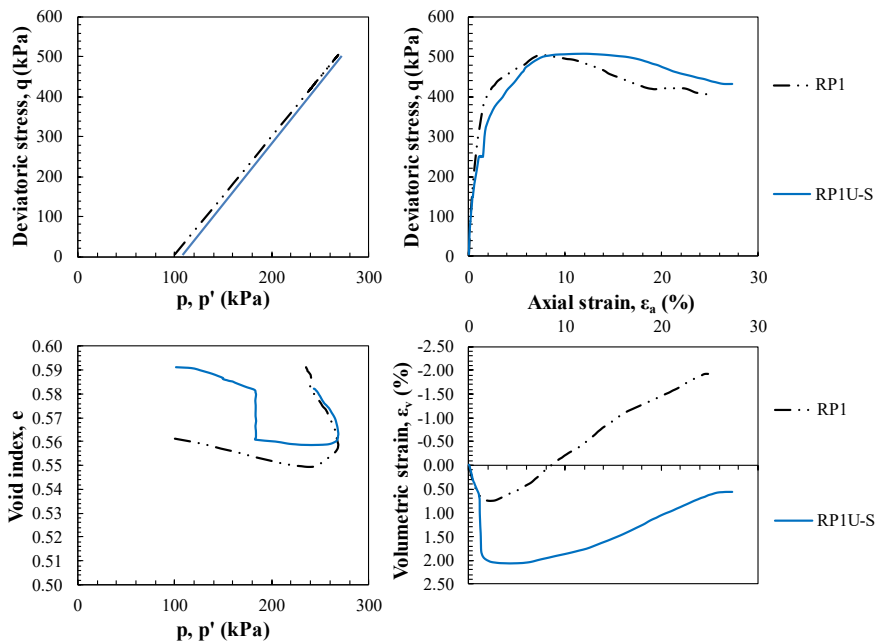 600
500
400
300
200
100
0
Deviatoric stress, q (kPa)
0 100 200 300
p, p' (kPa)
600
500
400
300
200
100
0
Deviatoric stress, q (kPa)
0 10 20 30
Axial strain, εa (%)
RP1
RP1U-S
0.60
0.59
0.58
0.57
0.56
0.55
0.54
0.53
0.52
0.51
0.50
Void index, e
0 100 200 300
p, p' (kPa)
0 10 20 30
-2.50
-2.00
-1.50
-1.00
-0.50
0.00
0.50
1.00
1.50
2.00
2.50
Volumetric strain, εv (%)
RP1
RP1U-S